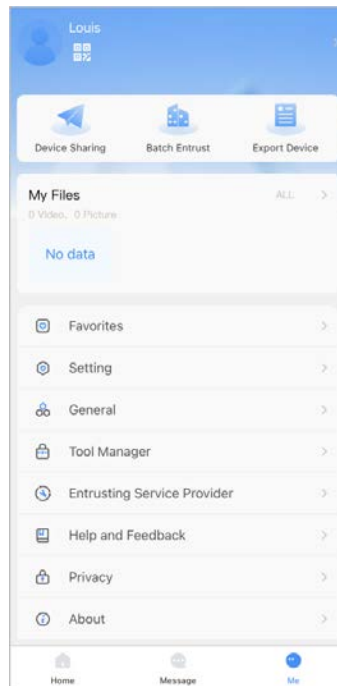 Louis
Device Sharing Batch Entrust Export Device
My Files ALL
0 Video, 0 Picture
No data
Favorites
Setting
General
Tool Manager
Entrusting Service Provider
Help and Feedback
Privacy
About
Home Message Me